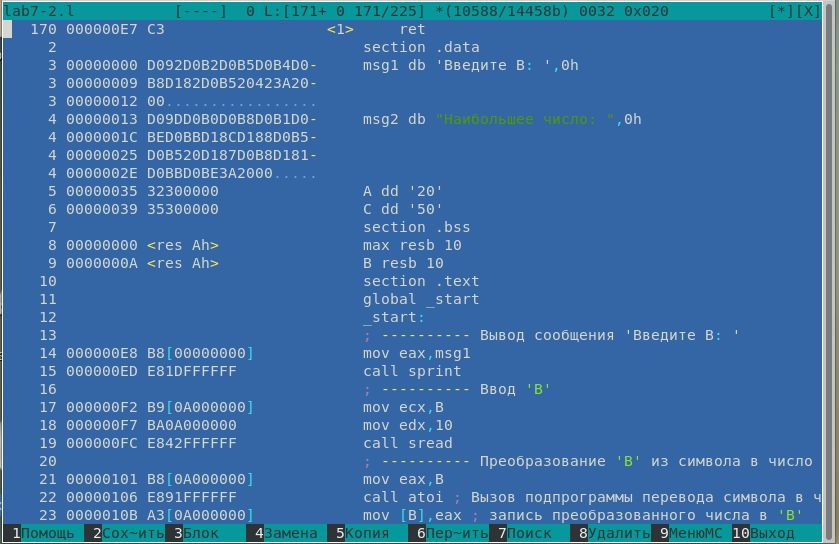 lab7-2.l [----] 0 L:[171+ 0 171/225] *(10588/14458b) 0032 0x020 [*][X]
170 000000E7 C3 <1> ret
2 section .data
3 00000000 D092D0B2D0B5D0B4D0- msg1 db 'Введите B: ',0h
3 00000009 B8D182D0B520423A20-
3 00000012 00.................
4 00000013 D09DD0B0D0B8D0B1D0- msg2 db "Наибольшее число: ",0h
4 0000001C BED0BBD18CD188D0B5-
4 00000025 D0B520D187D0B8D181-
4 0000002E D0BBD0BE3A2000.....
5 00000035 32300000 A dd '20'
6 00000039 35300000 C dd '50'
7 section .bss
8 00000000 <res Ah> max resb 10
9 0000000A <res Ah> B resb 10
10 section .text
11 global _start
12 _start:
13 ; ---------- Вывод сообщения 'Введите B: '
14 000000E8 B8[00000000] mov eax,msg1
15 000000ED E81DFFFFFF call sprint
16 ; ---------- Ввод 'B'
17 000000F2 B9[0A000000] mov ecx,B
18 000000F7 BA0A000000 mov edx,10
19 000000FC E842FFFFFF call sread
20 ; ---------- Преобразование 'B' из символа в число
21 00000101 B8[0A000000] mov eax,B
22 00000106 E891FFFFFF call atoi ; Вызов подпрограммы перевода символа в ч
23 0000010B A3[0A000000] mov [B],eax ; запись преобразованного числа в 'B'
1Помощь 2Сох~ить 3Блок 4Замена 5Копия 6Пер~ить 7Поиск 8Удалить 9МенюMC 10Выход